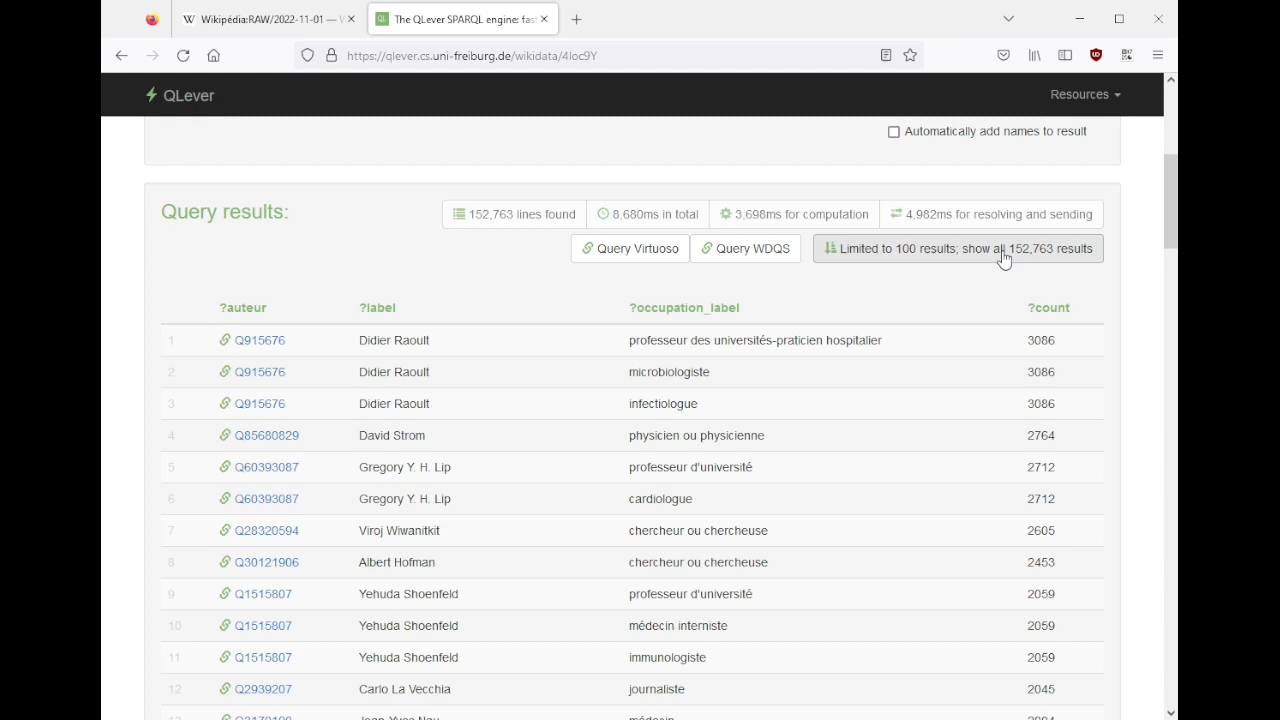 Wikipédia:RAW/2022-11-01 — W
The QLever SPARQL engine: fast
https://qlever.cs.uni-freiburg.de/wikidata/4loc9Y
QLever
Resources
Automatically add names to result
Query results:
152,763 lines found
8,680ms in total
3,698ms for computation
4,982ms for resolving and sending
Query Virtuoso
Query WDQS
Limited to 100 results; show all 152,763 results
?auteur ?label ?occupation_label ?count
1 Q915676 Didier Raoult professeur des universités-praticien hospitalier 3086
2 Q915676 Didier Raoult microbiologiste 3086
3 Q915676 Didier Raoult infectiologue 3086
4 Q85680829 David Strom physicien ou physicienne 2764
5 Q60393087 Gregory Y. H. Lip professeur d'université 2712
6 Q60393087 Gregory Y. H. Lip cardiologue 2712
7 Q28320594 Viroj Wiwanitkit chercheur ou chercheuse 2605
8 Q30121906 Albert Hofman chercheur ou chercheuse 2453
9 Q1515807 Yehuda Shoenfeld professeur d'université 2059
10 Q1515807 Yehuda Shoenfeld médecin interniste 2059
11 Q1515807 Yehuda Shoenfeld immunologiste 2059
12 Q2939207 Carlo La Vecchia journaliste 2045